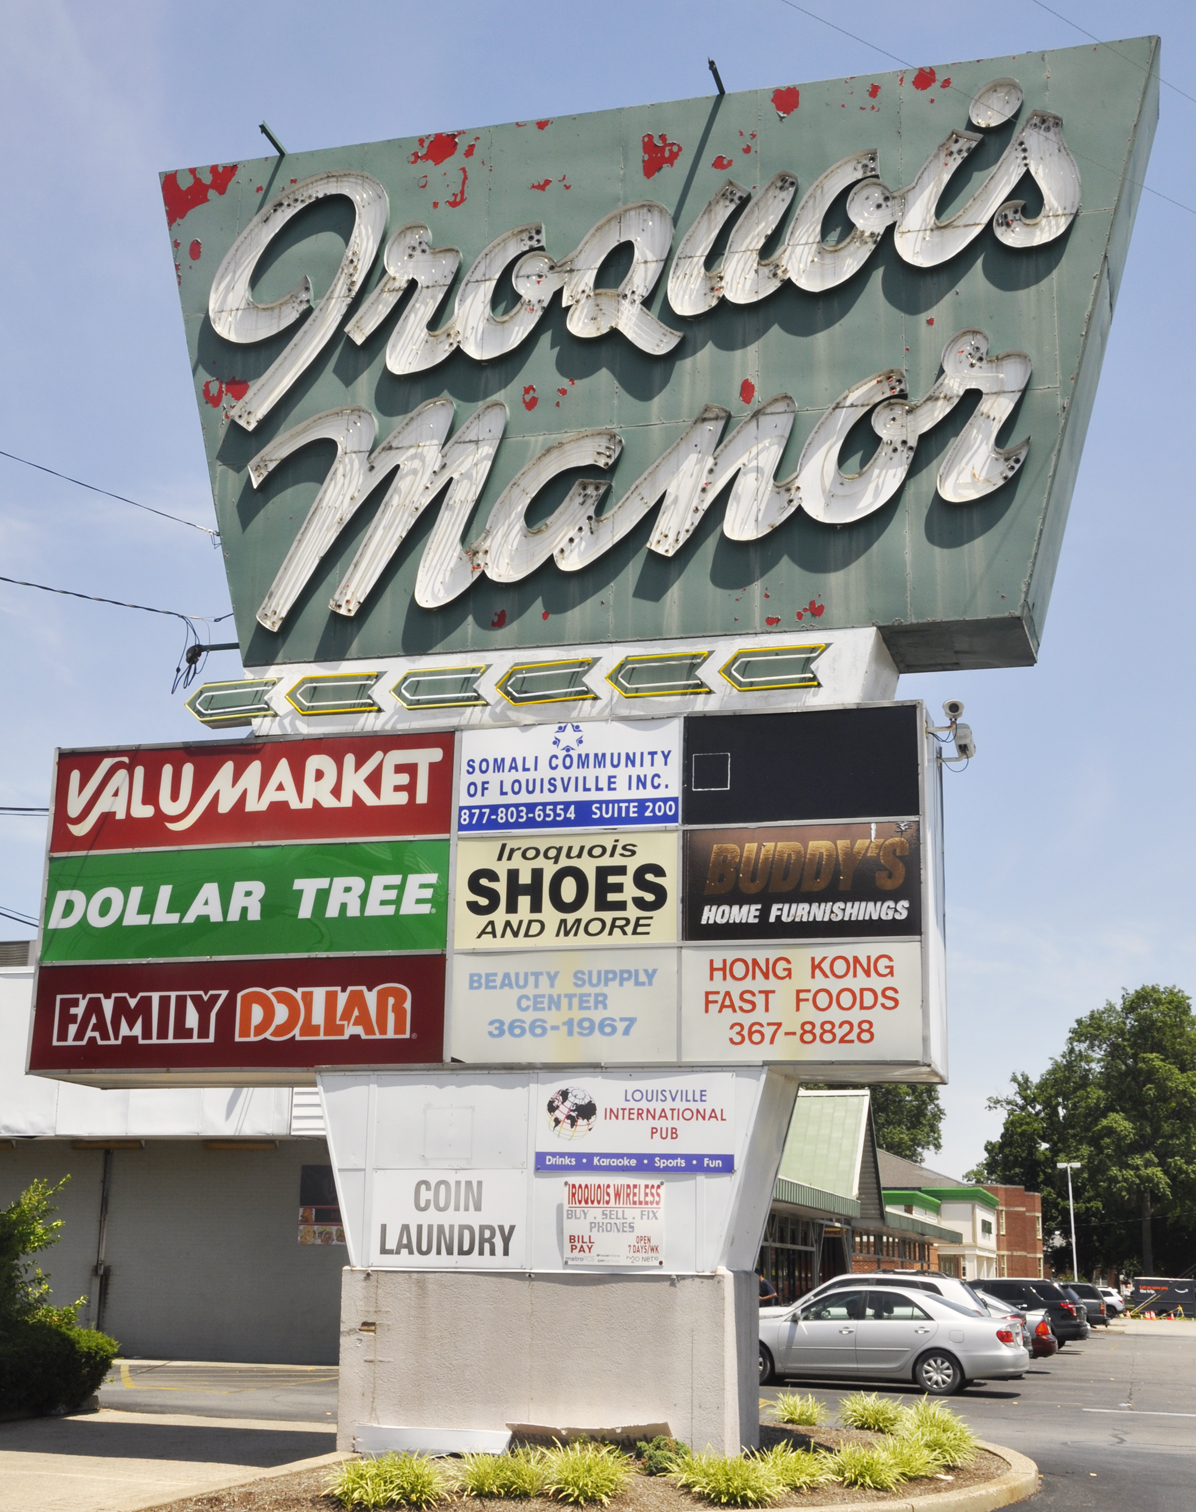 Iroquois
Manor
VALU MARKET
DOLLAR TREE
FAMILY DOLLAR
SOMALI COMMUNITY
OF LOUISVILLE INC.
877-803-6554 SUITE 200
Iroquois
SHOES
AND MORE
BEAUTY SUPPLY
CENTER
366-1967
BUDDY'S
HOME FURNISHINGS
HONG KONG
FAST FOODS
367-8828
LOUISVILLE
INTERNATIONAL
PUB
Drinks • Karaoke • Sports • Fun
COIN
LAUNDRY
IROQUOIS WIRELESS
BUY . SELL . FIX
PHONES
BILL
PAY
OPEN
7 DAYS/WK